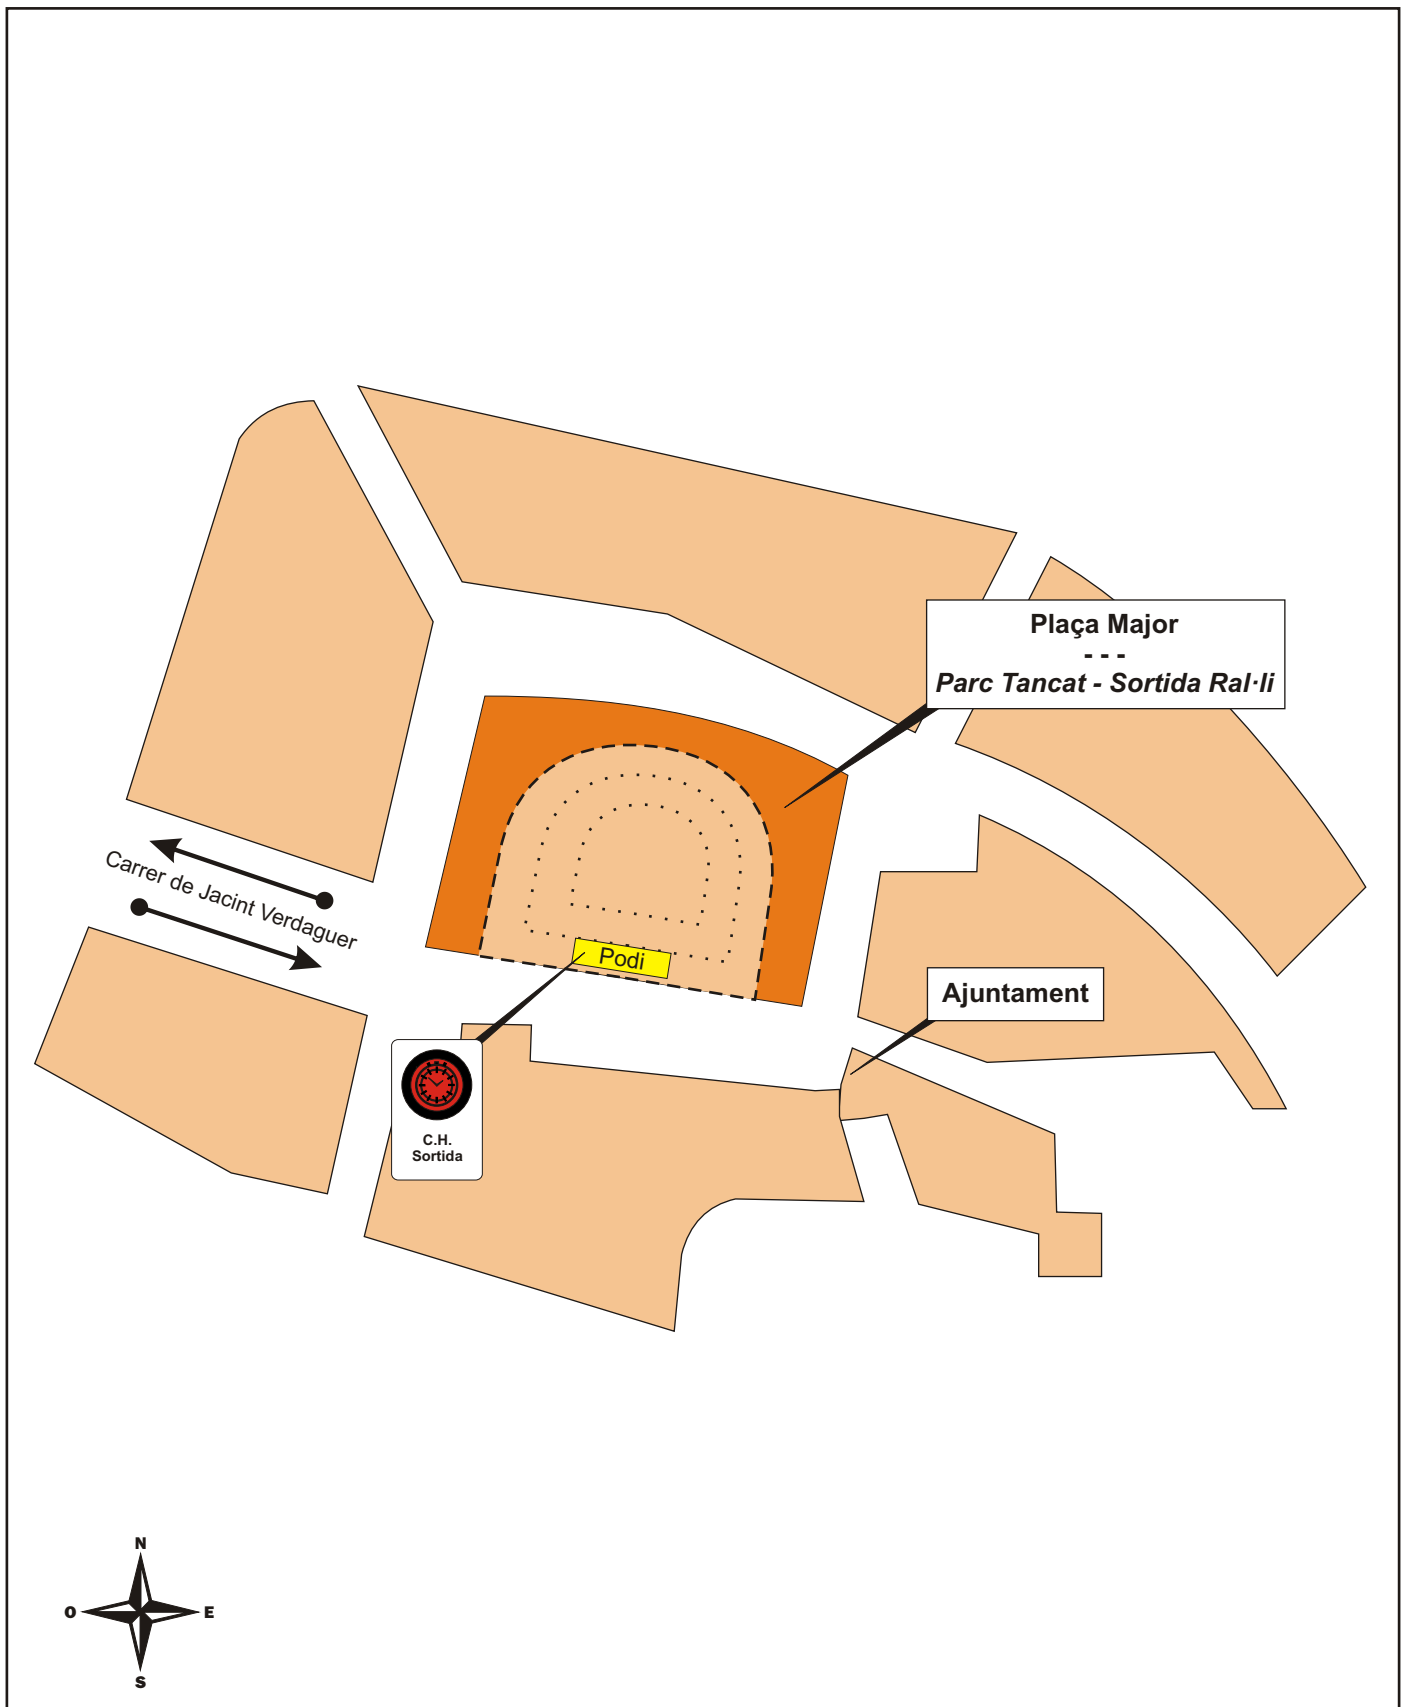 Plaça Major
- - -
Parc Tancat - Sortida Ral·li
Carrer de Jacint Verdaguer
Podi
Ajuntament
C.H.
Sortida
N
O
E
S